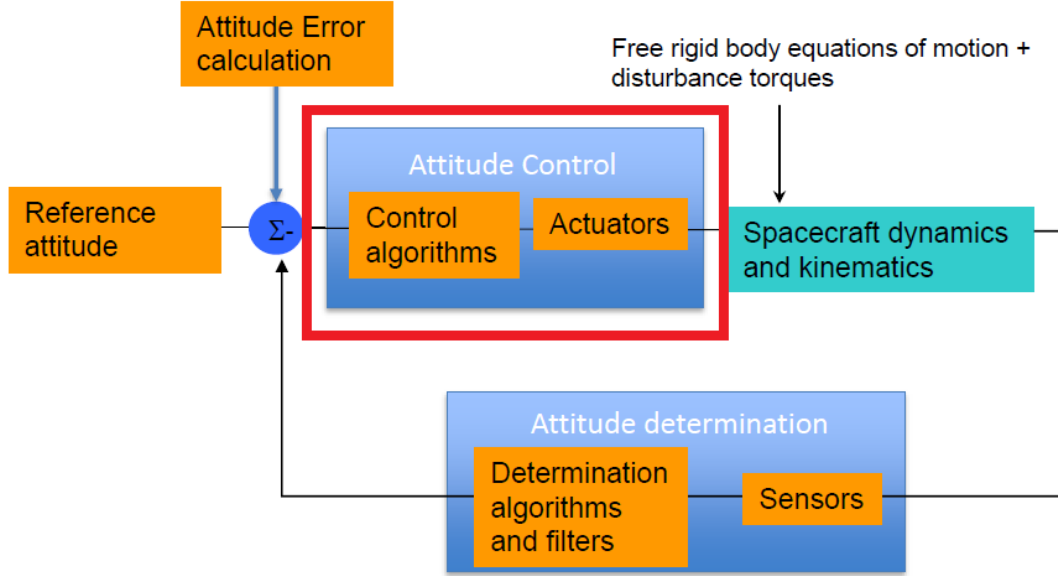 Attitude Error
calculation
Free rigid body equations of motion +
disturbance torques
Attitude Control
Reference
attitude
Σ-
Control
algorithms
Actuators
Spacecraft dynamics
and kinematics
Attitude determination
Determination
algorithms
and filters
Sensors